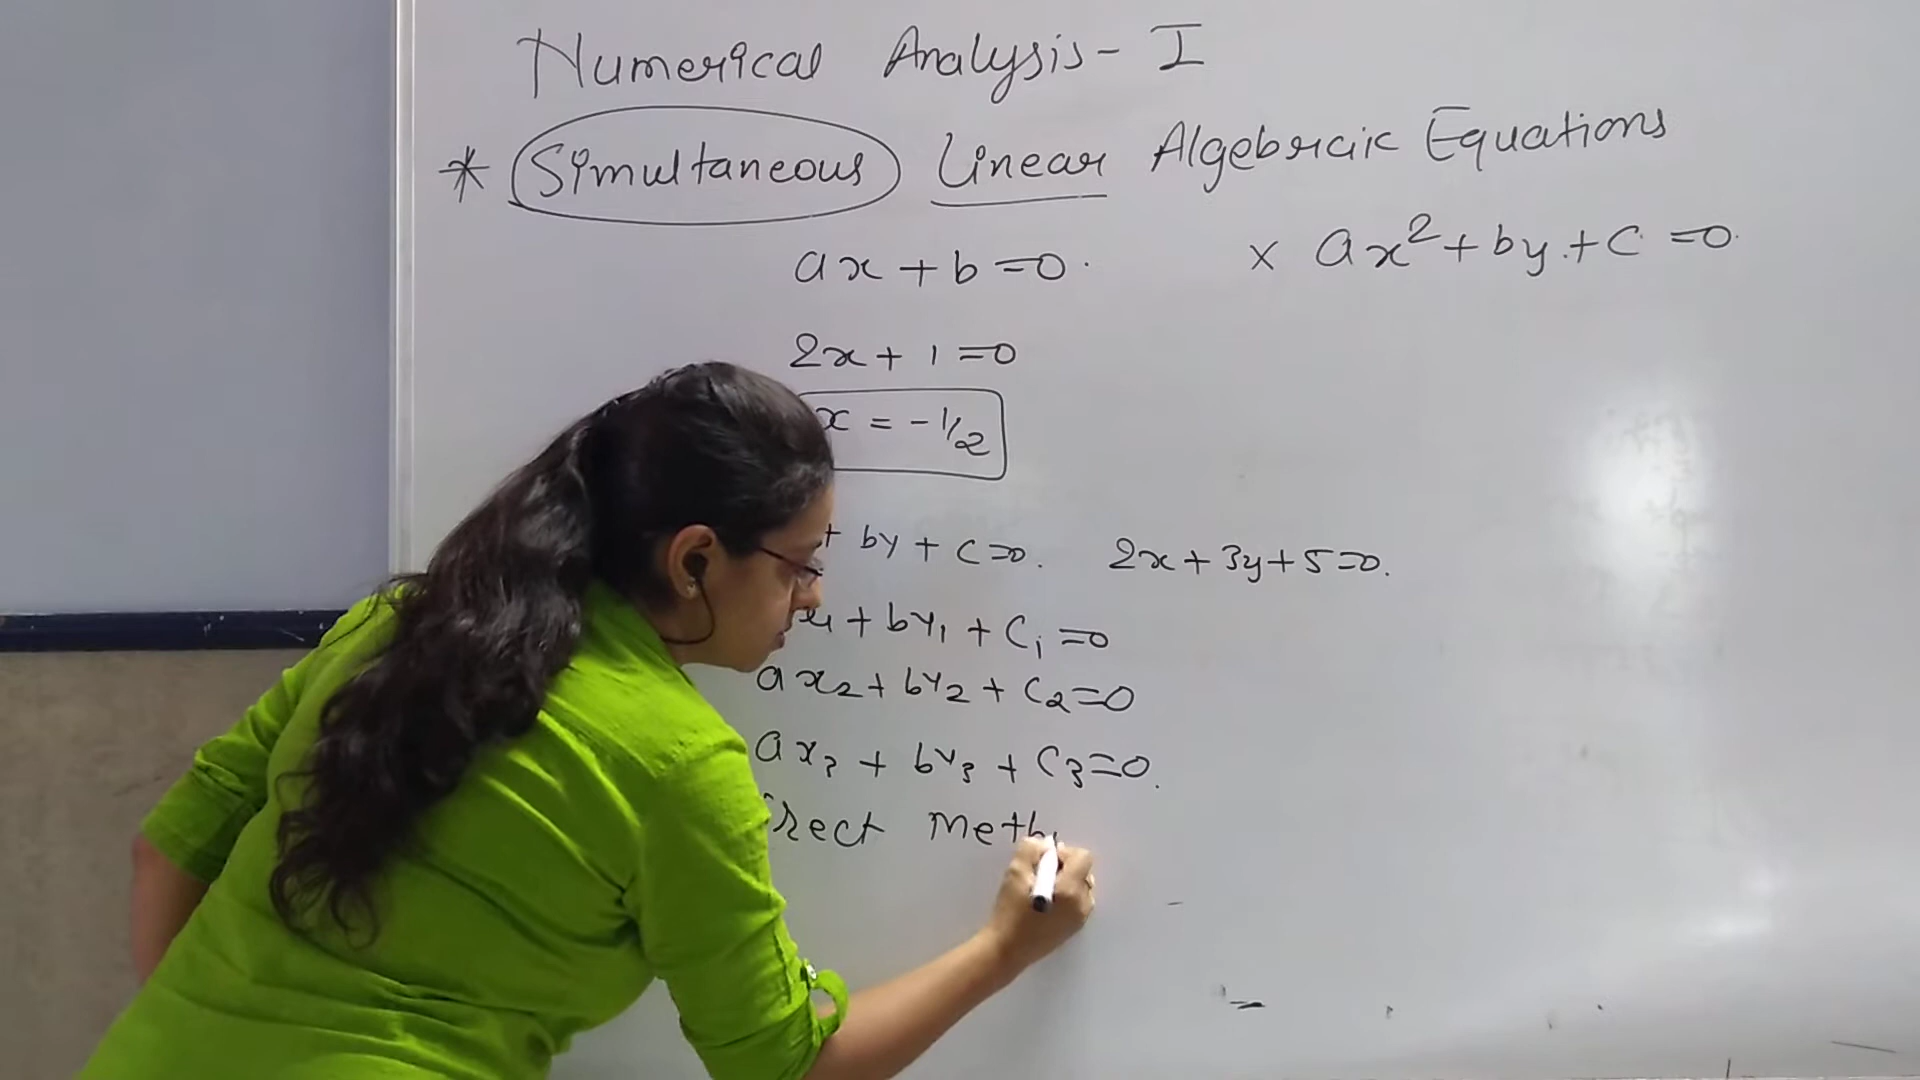 Numerical Analysis - I
* Simultaneous Linear Algebraic Equations
ax + b = 0.
× ax² + by + c = 0.
2x + 1 = 0
x = -1/2
+ by + c = 0. 2x + 3y + 5 = 0.
x₁ + by₁ + c₁ = 0
ax₂ + by₂ + c₂ = 0
ax₃ + by₃ + c₃ = 0.
irect Meth